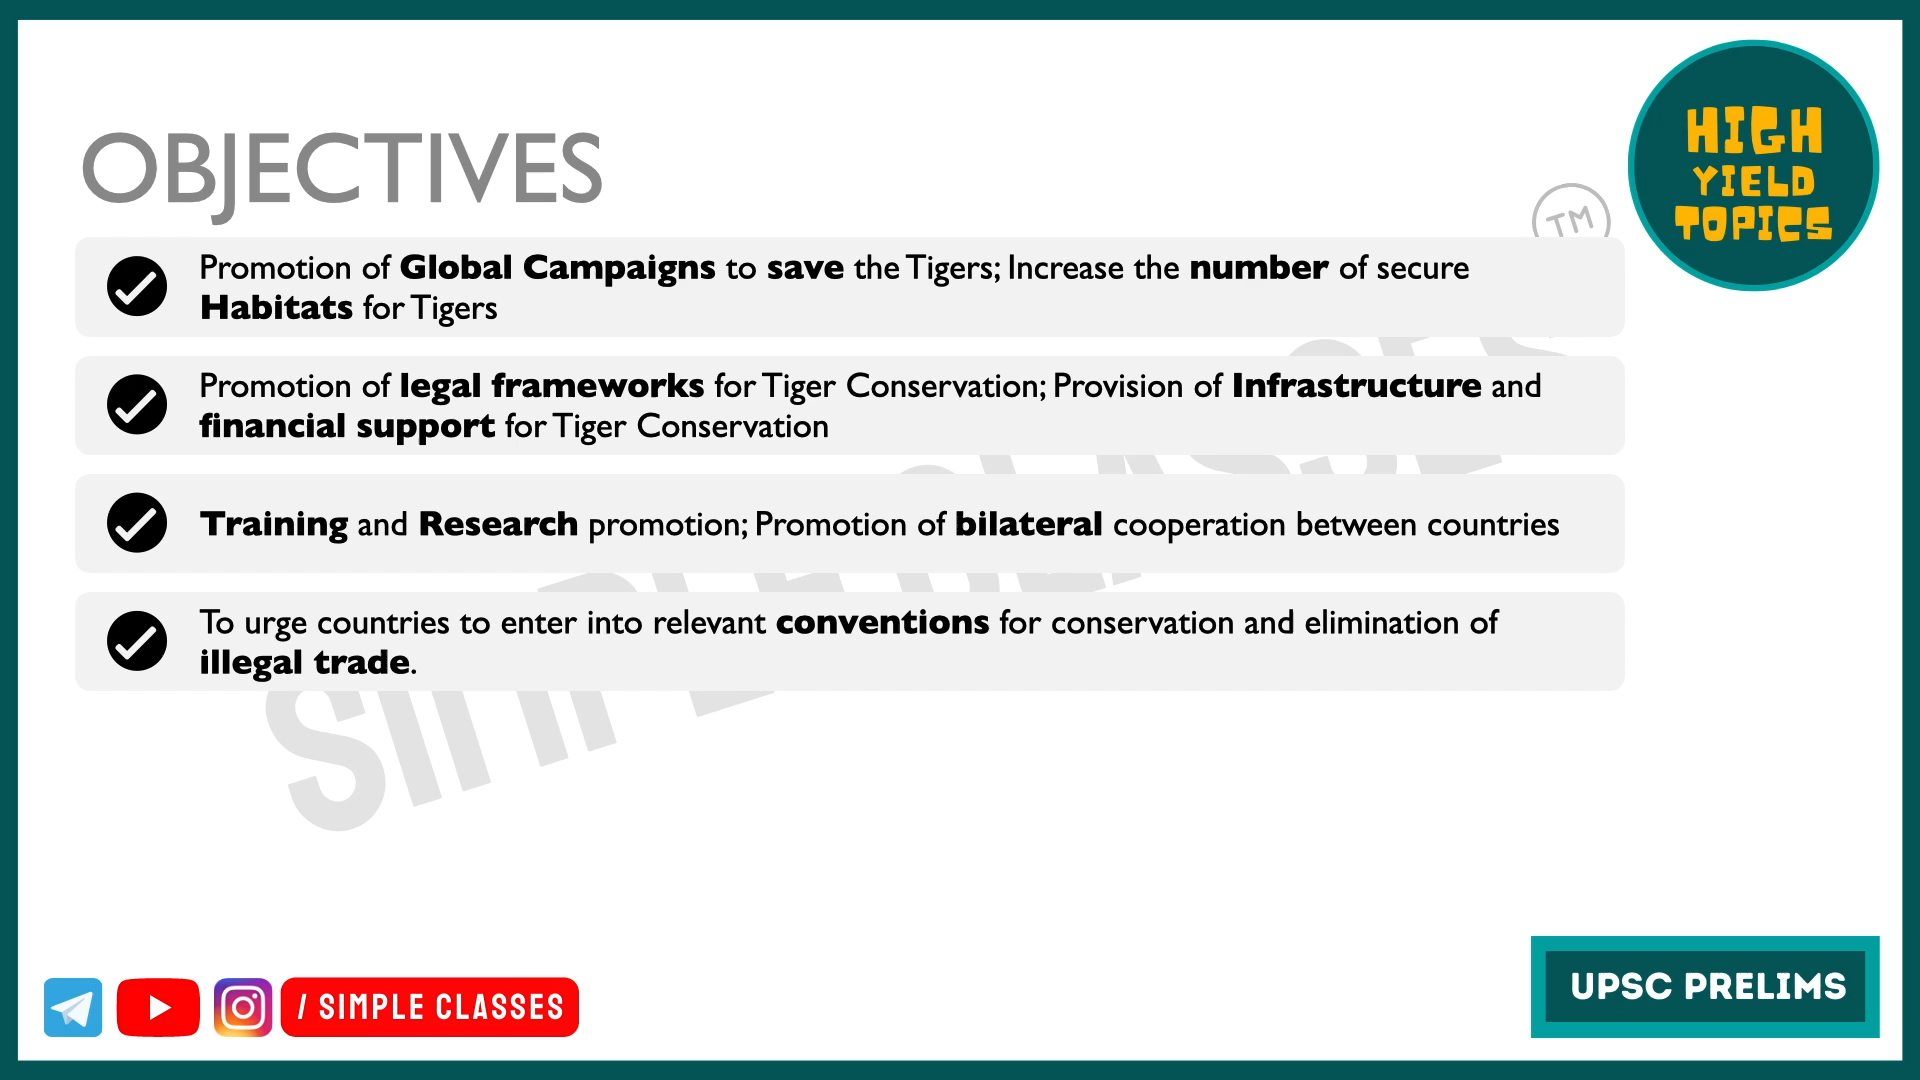 OBJECTIVES
HIGH
YIELD
TOPICS
TM
Promotion of Global Campaigns to save the Tigers; Increase the number of secure
Habitats for Tigers
Promotion of legal frameworks for Tiger Conservation; Provision of Infrastructure and
financial support for Tiger Conservation
Training and Research promotion; Promotion of bilateral cooperation between countries
To urge countries to enter into relevant conventions for conservation and elimination of
illegal trade.
SIMPLE CLASSES
/ SIMPLE CLASSES
UPSC PRELIMS